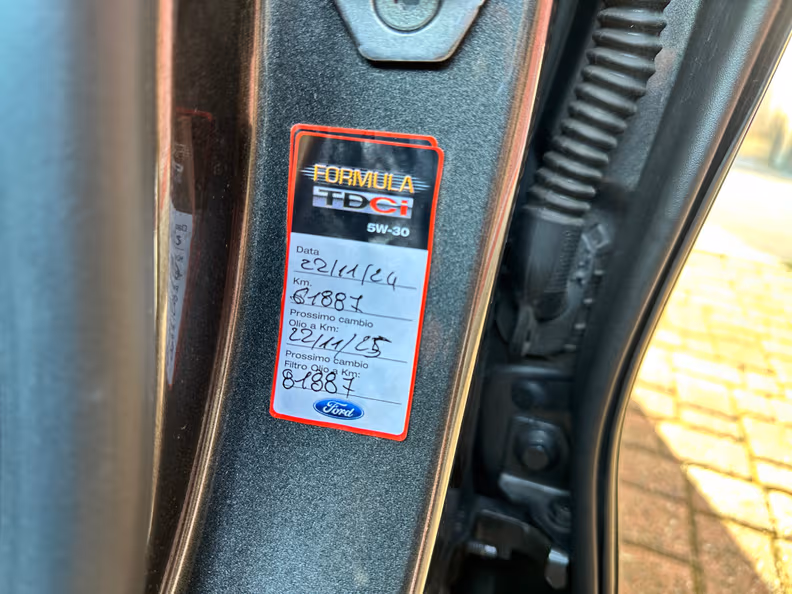 FORMULA
TDCi
5W-30
Data
22/11/24
Km.
61887
Prossimo cambio
Olio a Km:
22/11/25
Prossimo cambio
Filtro Olio a Km:
81887
Ford